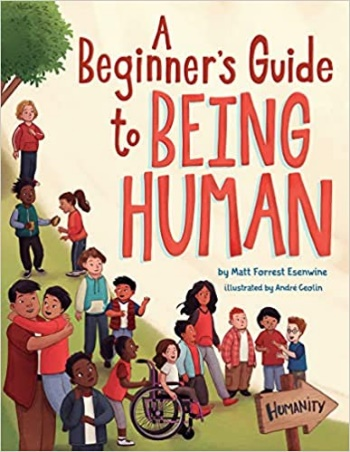 A
Beginner's Guide
to BEING
HUMAN
by Matt Forrest Esenwine
illustrated by André Ceolin
HUMANITY